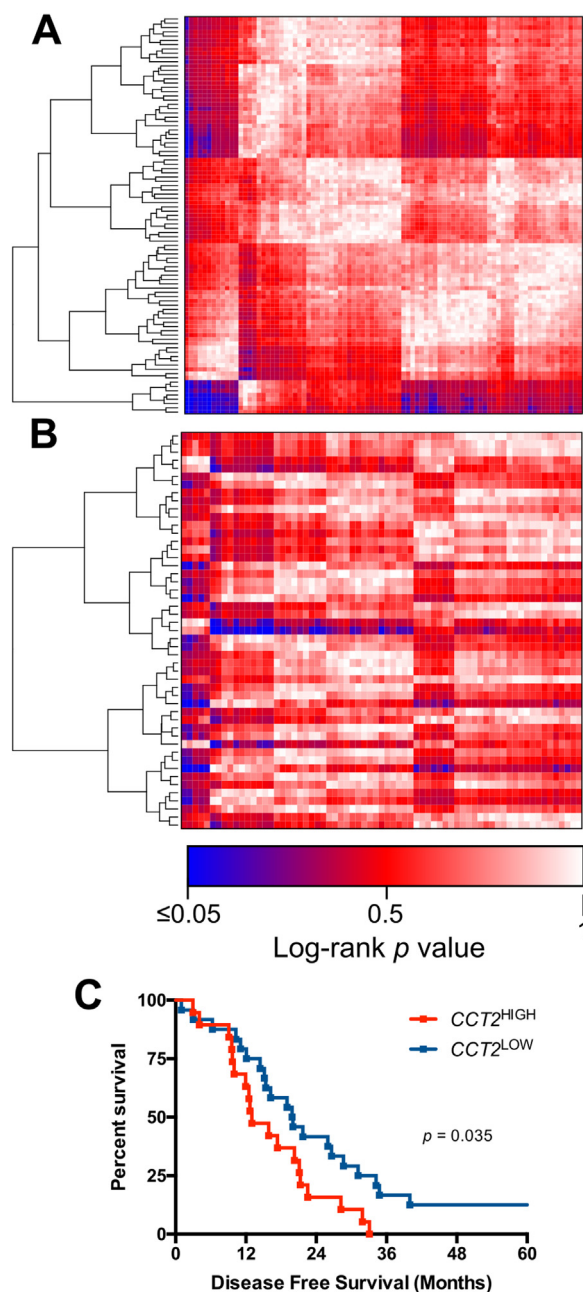 A
B
≤0.05 0.5 1
Log-rank p value
C
100
75
50
25
0
Percent survival
CCT2HIGH
CCT2LOW
p = 0.035
0 12 24 36 48 60
Disease Free Survival (Months)